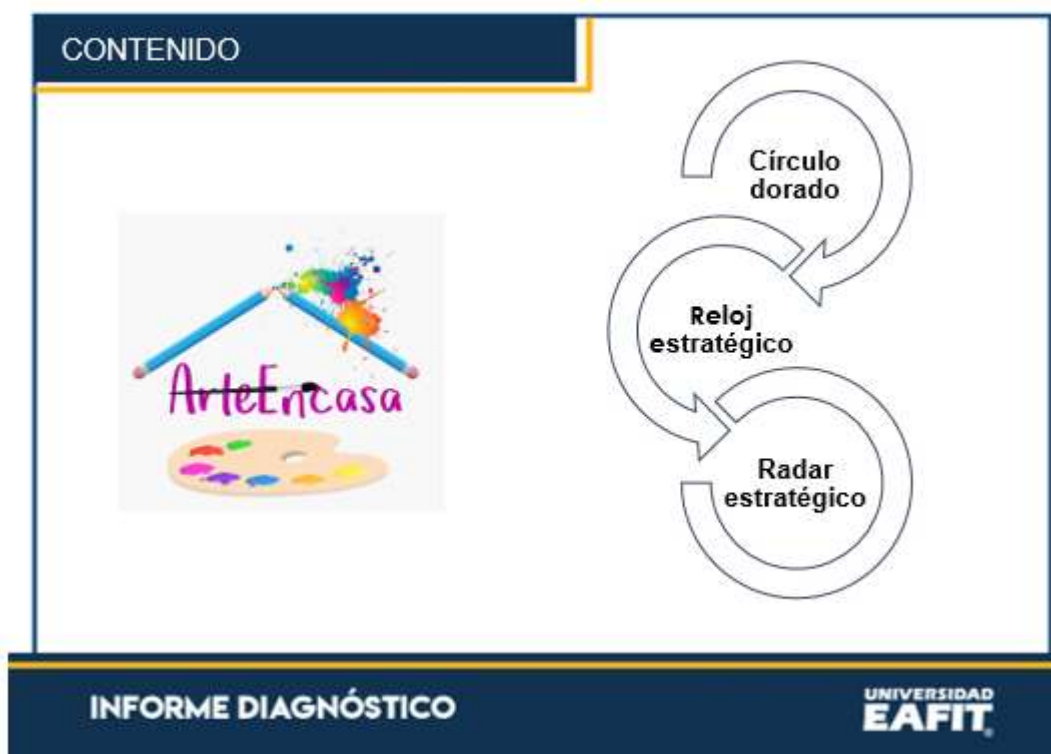 CONTENIDO
ArteEncasa
Círculo
dorado
Reloj
estratégico
Radar
estratégico
INFORME DIAGNÓSTICO
UNIVERSIDAD
EAFIT®